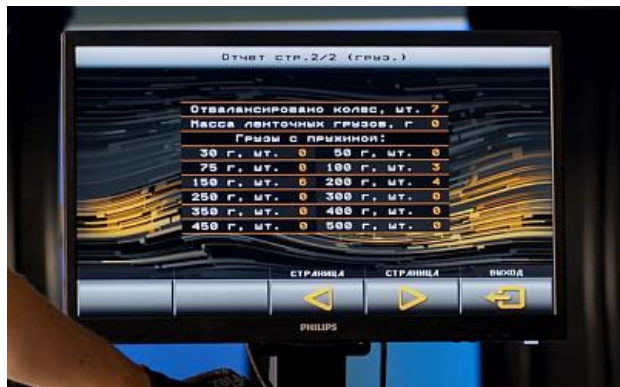 Отчет стр.2/2 (груз.)
Отбалансировано колес, шт. 7
Масса ленточных грузов, г 0
Грузы с пружиной:
30 г, шт. 0 50 г, шт. 0
75 г, шт. 0 100 г, шт. 3
150 г, шт. 6 200 г, шт. 4
250 г, шт. 0 300 г, шт. 0
350 г, шт. 0 400 г, шт. 0
450 г, шт. 0 500 г, шт. 0
СТРАНИЦА СТРАНИЦА ВЫХОД
PHILIPS